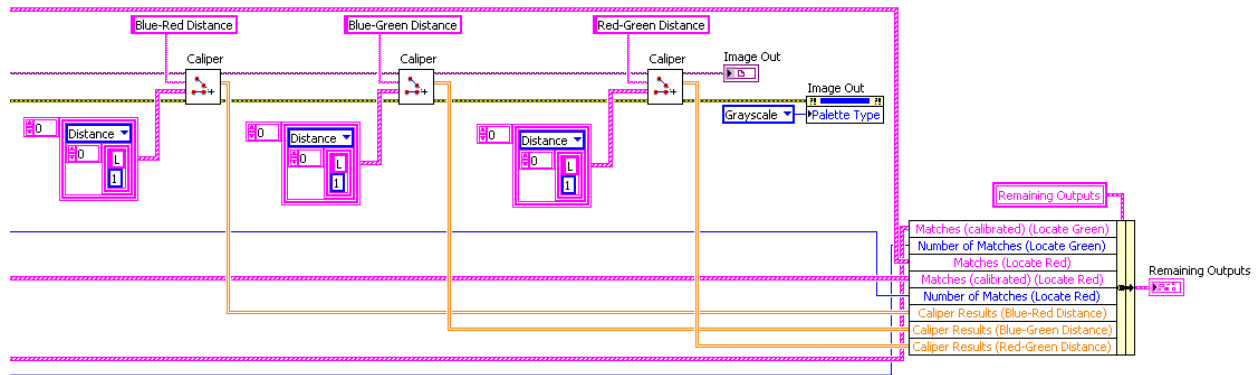 Blue-Red Distance
Blue-Green Distance
Red-Green Distance
Caliper
Caliper
Caliper
Image Out
Image Out
Grayscale
Palette Type
0
Distance
0
L
1
0
Distance
0
L
1
0
Distance
0
L
1
Remaining Outputs
Matches (calibrated) (Locate Green)
Number of Matches (Locate Green)
Matches (Locate Red)
Matches (calibrated) (Locate Red)
Number of Matches (Locate Red)
Caliper Results (Blue-Red Distance)
Caliper Results (Blue-Green Distance)
Caliper Results (Red-Green Distance)
Remaining Outputs